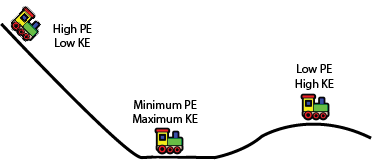 High PE
Low KE
Minimum PE
Maximum KE
Low PE
High KE